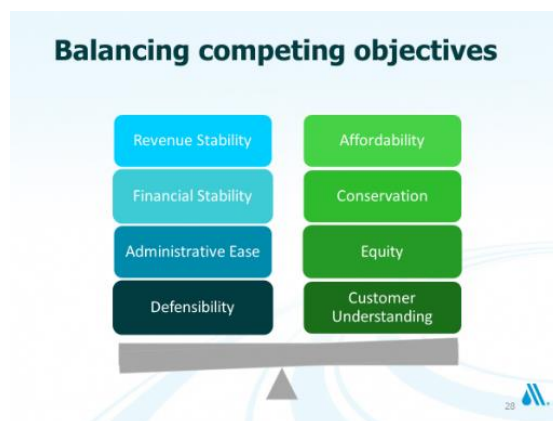 Balancing competing objectives
Revenue Stability
Affordability
Financial Stability
Conservation
Administrative Ease
Equity
Defensibility
Customer
Understanding
28